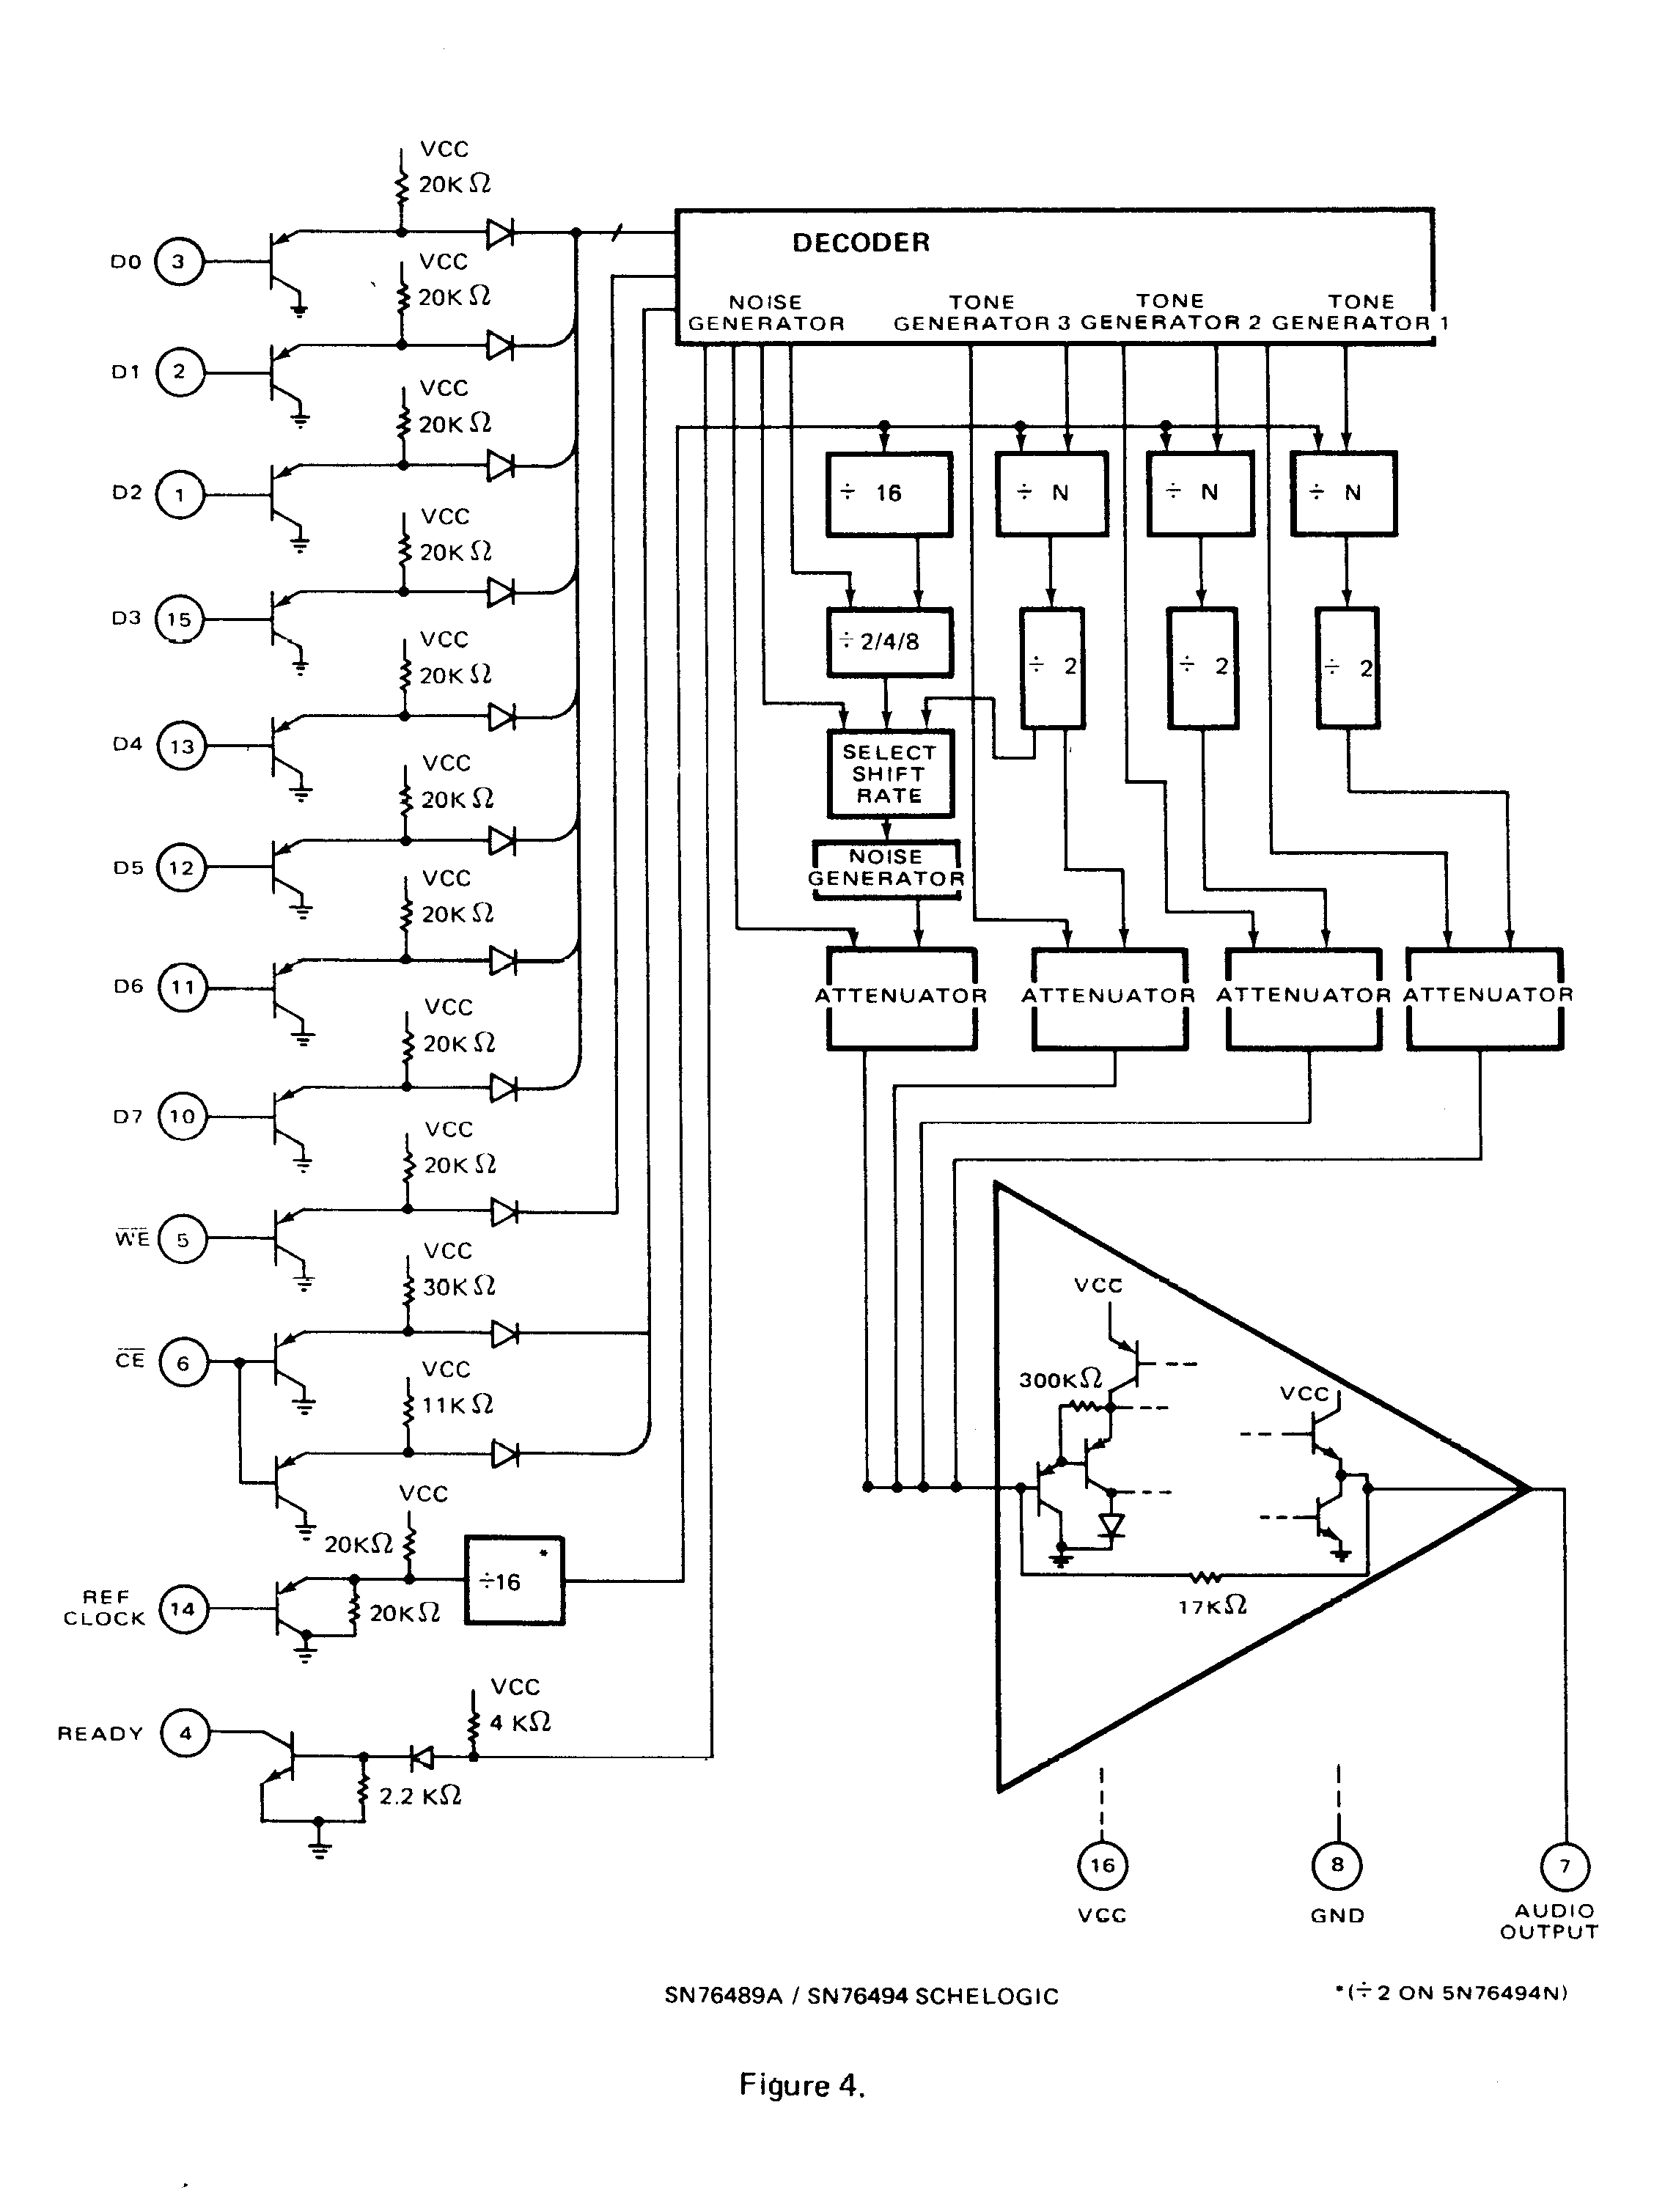 VCC
20K Ω
D0 3
VCC
20K Ω
D1 2
VCC
20K Ω
D2 1
VCC
20K Ω
D3 15
VCC
20K Ω
D4 13
VCC
20K Ω
D5 12
VCC
20K Ω
D6 11
VCC
20K Ω
D7 10
VCC
20K Ω
WE 5
VCC
30K Ω
CE 6
VCC
11K Ω
VCC
20KΩ
÷16 *
REF
CLOCK 14
20KΩ
VCC
4 KΩ
READY 4
2.2 KΩ
DECODER
NOISE
GENERATOR
TONE
GENERATOR 3
TONE
GENERATOR 2
TONE
GENERATOR 1
÷ 16
÷ N
÷ N
÷ N
÷ 2/4/8
÷ 2
÷ 2
÷ 2
SELECT
SHIFT
RATE
NOISE
GENERATOR
ATTENUATOR
ATTENUATOR
ATTENUATOR
ATTENUATOR
VCC
300KΩ
VCC
17KΩ
16
VCC
8
GND
7
AUDIO
OUTPUT
SN76489A / SN76494 SCHELOGIC
*(÷2 ON 5N76494N)
Figure 4.